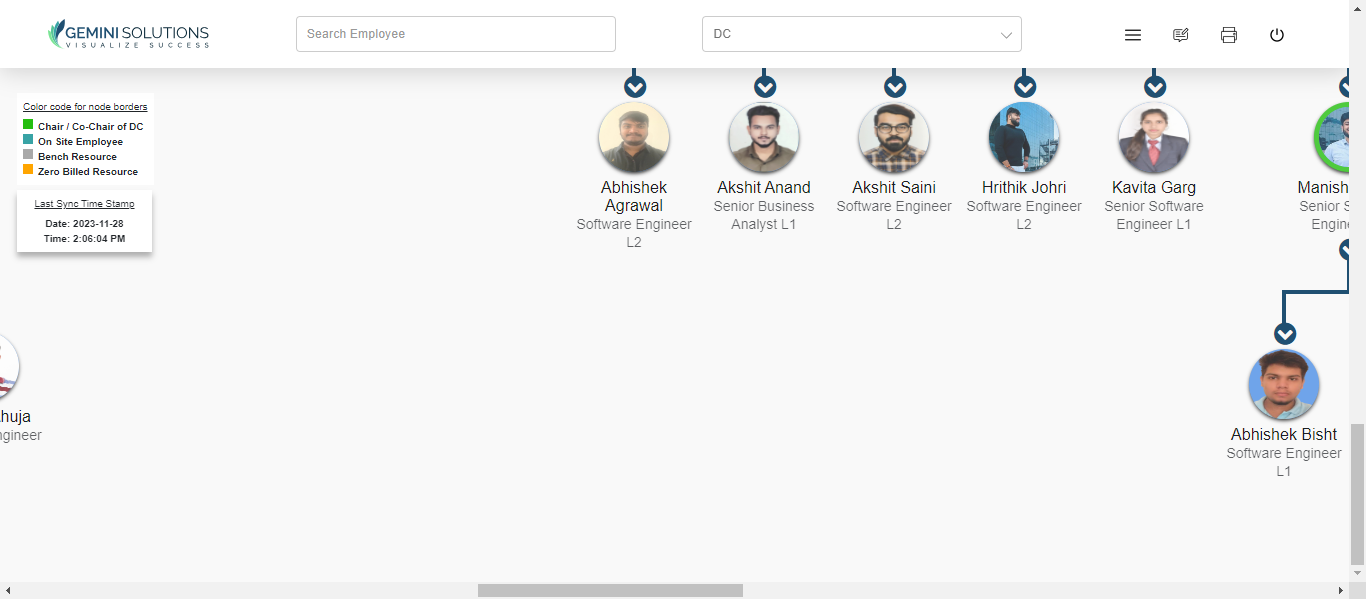 GEMINI SOLUTIONS
VISUALIZE SUCCESS
Search Employee
DC
Color code for node borders
Chair / Co-Chair of DC
On Site Employee
Bench Resource
Zero Billed Resource
Last Sync Time Stamp
Date: 2023-11-28
Time: 2:06:04 PM
Abhishek
Agrawal
Software Engineer
L2
Akshit Anand
Senior Business
Analyst L1
Akshit Saini
Software Engineer
L2
Hrithik Johri
Software Engineer
L2
Kavita Garg
Senior Software
Engineer L1
Manish
Senior S
Engine
huja
ngineer
Abhishek Bisht
Software Engineer
L1